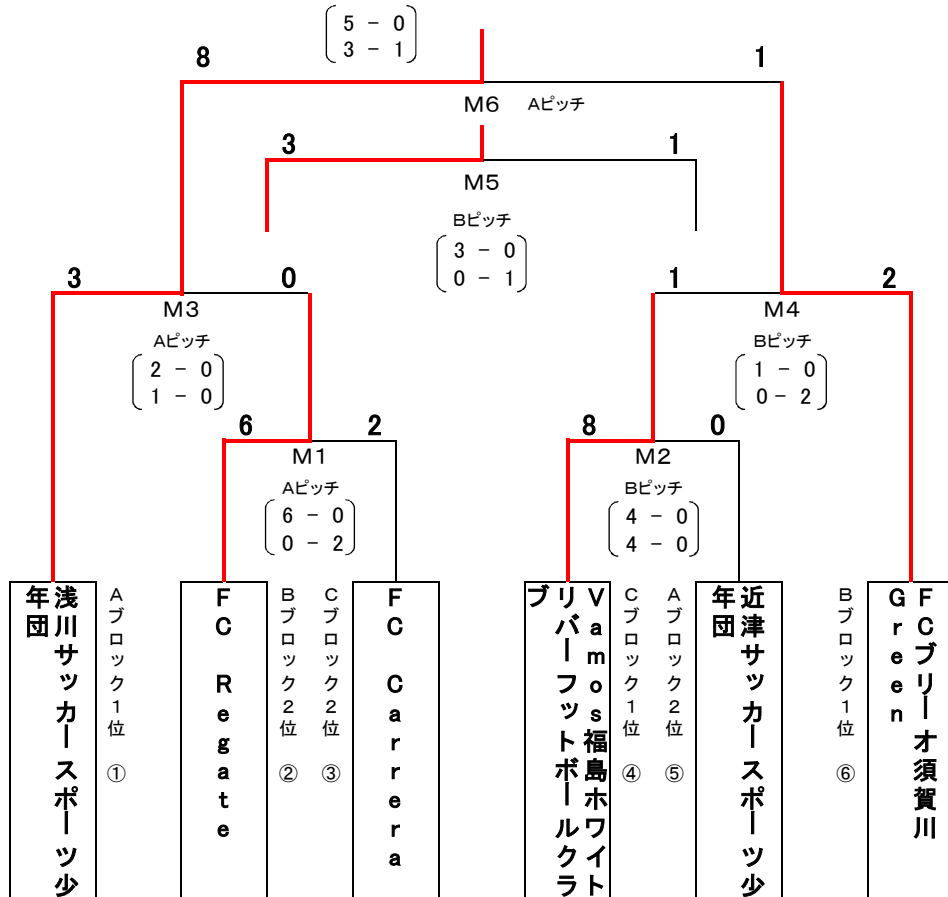 5 - 0
3 - 1
8
1
M6 Aピッチ
3
1
M5
Bピッチ
3 - 0
0 - 1
3
0
1
2
M3
M4
Aピッチ
2 - 0
1 - 0
Bピッチ
1 - 0
0 - 2
6
2
8
0
M1
M2
Aピッチ
6 - 0
0 - 2
Bピッチ
4 - 0
4 - 0
浅川サッカースポーツ少
年団
Aブロック1位 ①
FC Regate
Bブロック2位 ②
Cブロック2位 ③
FC Carrera
Vamos福島ホワイト
リバーフットボールクラ
ブ
Cブロック1位 ④
Aブロック2位 ⑤
近津サッカースポーツ少
年団
Bブロック1位 ⑥
FCブリーオ須賀川
Green